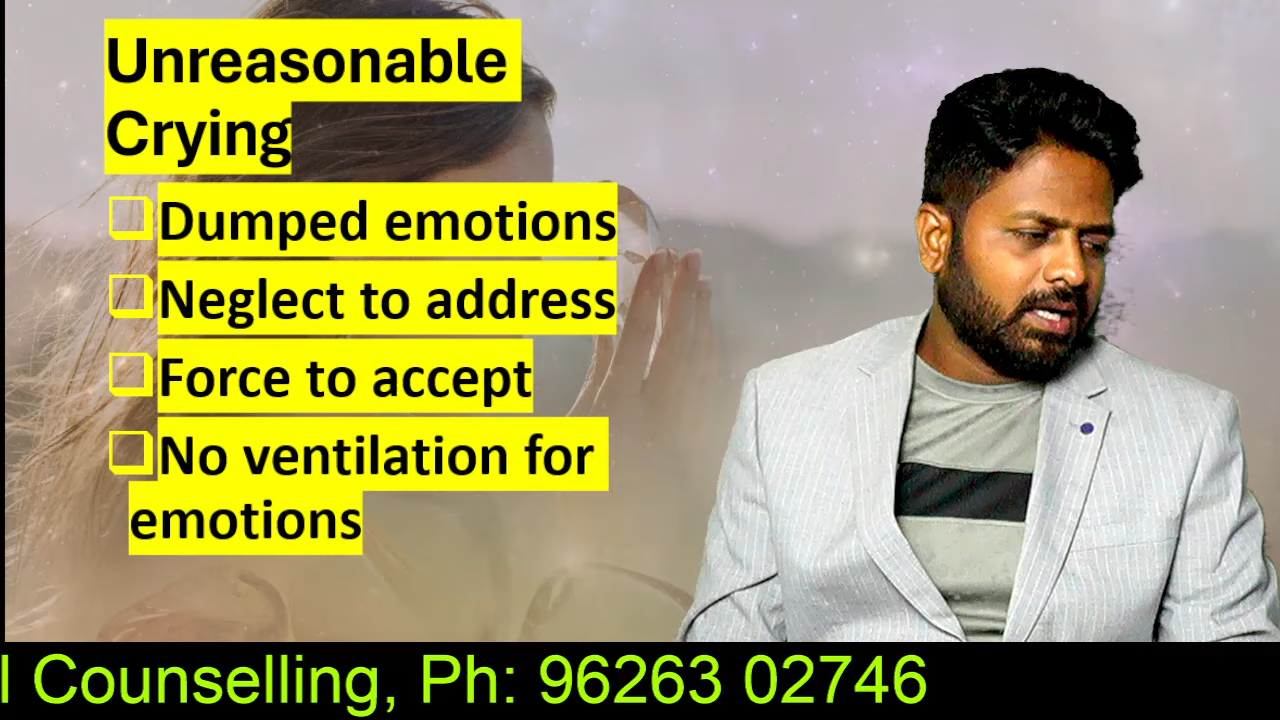 Unreasonable
Crying
Dumped emotions
Neglect to address
Force to accept
No ventilation for
emotions
l Counselling, Ph: 96263 02746